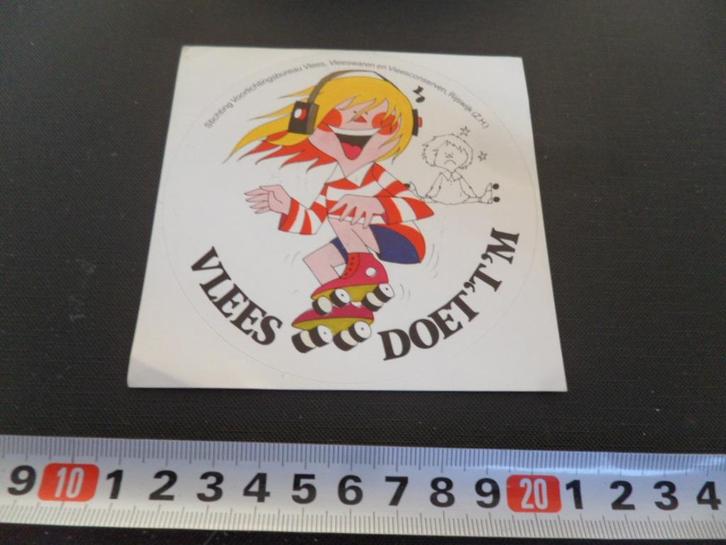 Stichting Voorlichtingsbureau Vlees, Vleeswaren en Vleesconserven, Rijswijk (Z.H.)
VLEES DOET'T'M
9 10 1 2 3 4 5 6 7 8 9 20 1 2 3 4